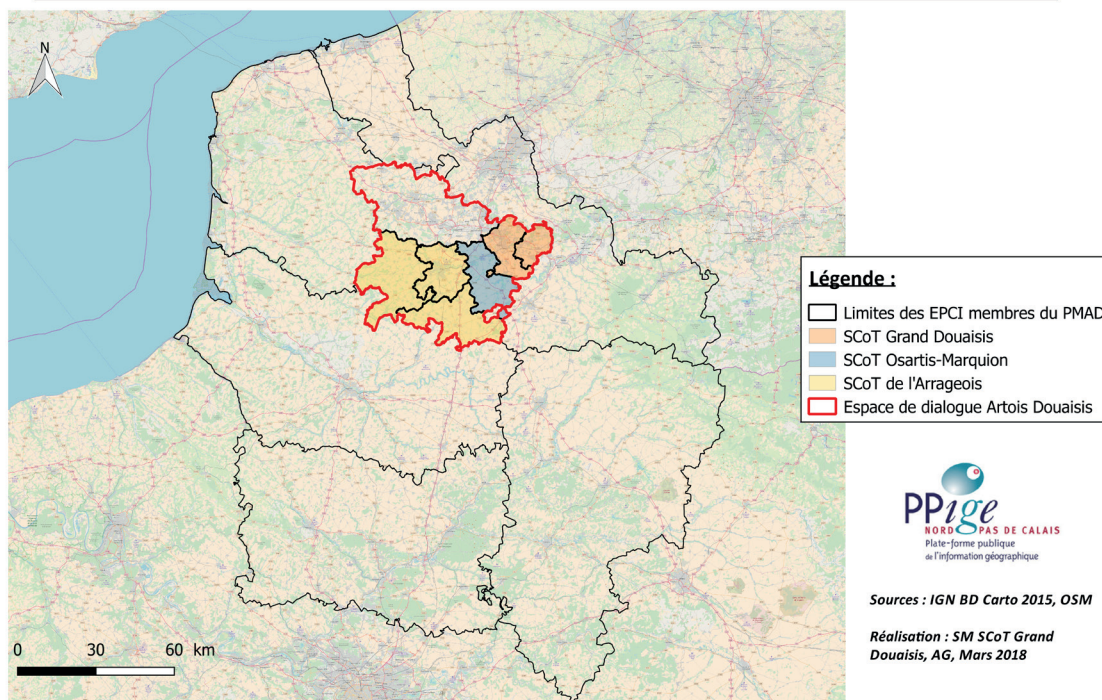 N
Légende :
Limites des EPCI membres du PMAD
SCoT Grand Douaisis
SCoT Osartis-Marquion
SCoT de l'Arrageois
Espace de dialogue Artois Douaisis
PPige
NORD PAS DE CALAIS
Plate-forme publique
de l'information géographique
Sources : IGN BD Carto 2015, OSM
Réalisation : SM SCoT Grand
Douaisis, AG, Mars 2018
0 30 60 km